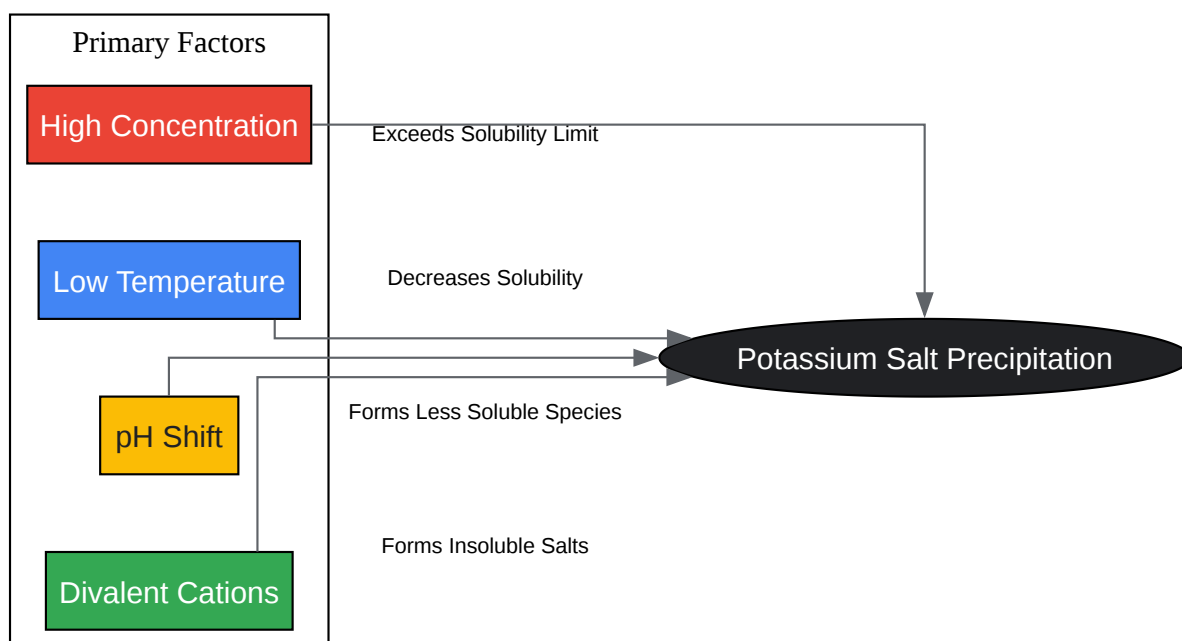 Primary Factors
High Concentration
Exceeds Solubility Limit
Low Temperature
Decreases Solubility
Potassium Salt Precipitation
pH Shift
Forms Less Soluble Species
Forms Insoluble Salts
Divalent Cations